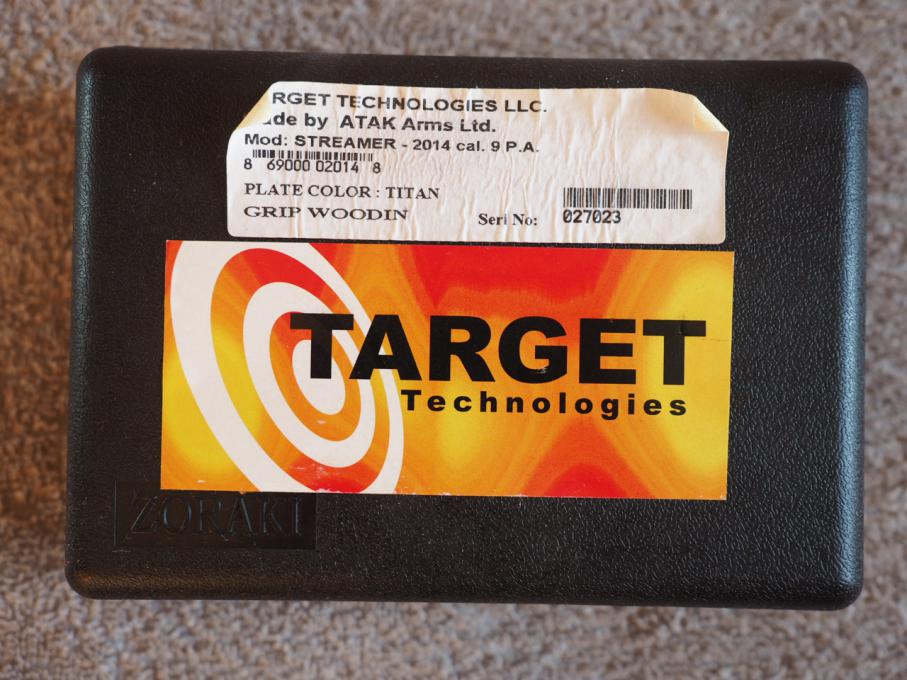 RGET TECHNOLOGIES LLC.
de by ATAK Arms Ltd.
Mod: STREAMER - 2014 cal. 9 P.A.
8 69000 02014 8
PLATE COLOR : TITAN
GRIP WOODIN
Seri No: 027023
TARGET
Technologies
ZORAKI